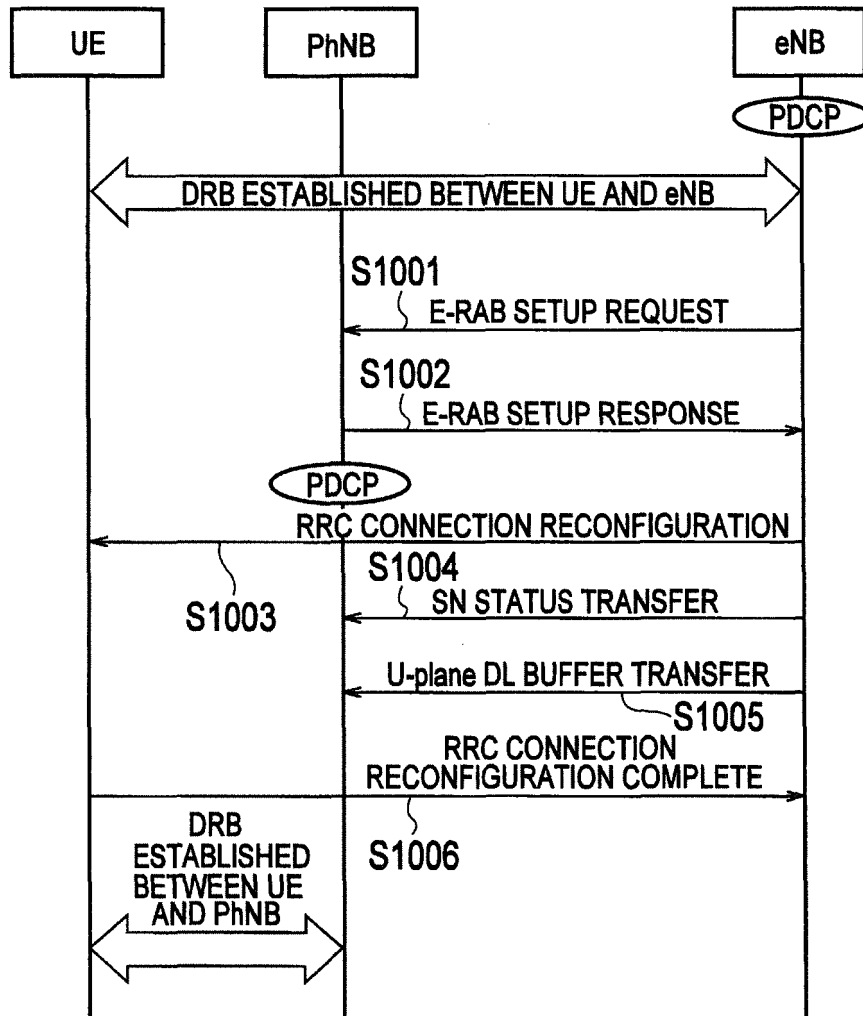 UE
PhNB
eNB
PDCP
DRB ESTABLISHED BETWEEN UE AND eNB
S1001
E-RAB SETUP REQUEST
S1002
E-RAB SETUP RESPONSE
PDCP
RRC CONNECTION RECONFIGURATION
S1003
S1004
SN STATUS TRANSFER
U-plane DL BUFFER TRANSFER
S1005
RRC CONNECTION
RECONFIGURATION COMPLETE
S1006
DRB
ESTABLISHED
BETWEEN UE
AND PhNB